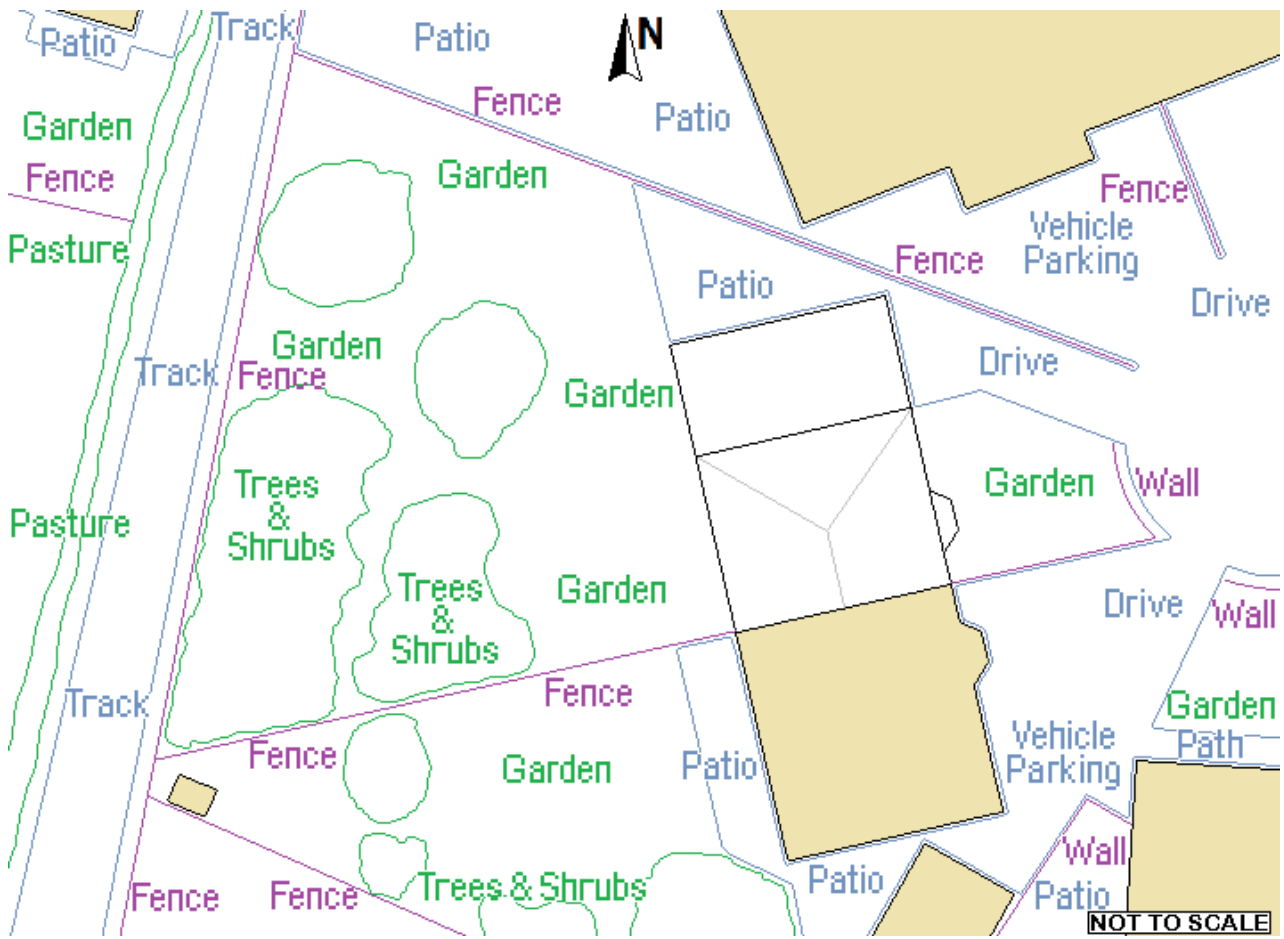 Track
N
Patio
Patio
Fence
Patio
Garden
Garden
Fence
Fence
Vehicle
Parking
Pasture
Fence
Patio
Drive
Garden
Drive
Track
Fence
Garden
Trees
&
Shrubs
Garden
Wall
Pasture
Trees
&
Shrubs
Garden
Drive
Wall
Fence
Track
Garden
Fence
Garden
Patio
Vehicle
Parking
Path
Wall
Fence
Fence
Trees & Shrubs
Patio
Patio
NOT TO SCALE